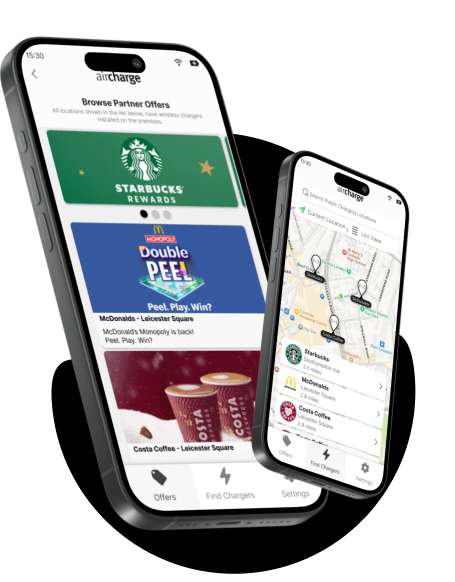 15:30
aircharge
Browse Partner Offers
All locations shown in the list below, have wireless chargers
installed on the premises.
STARBUCKS
REWARDS
MONOPOLY
Double
PEEL
Peel. Play. Win?
McDonalds - Leicester Square
McDonald's Monopoly is back!
Peel. Play. Win?
COSTA
COSTA
Costa Coffee - Leicester Square
Offers
Find Chargers
Settings
15:30
aircharge
Search Public Charging Locations
Current Location
List View
Starbucks
Southampton row
2.5 miles
McDonalds
Leicester Square
2.9 miles
Costa Coffee
Leicester Square
2.9 miles
Offers
Find Chargers
Settings